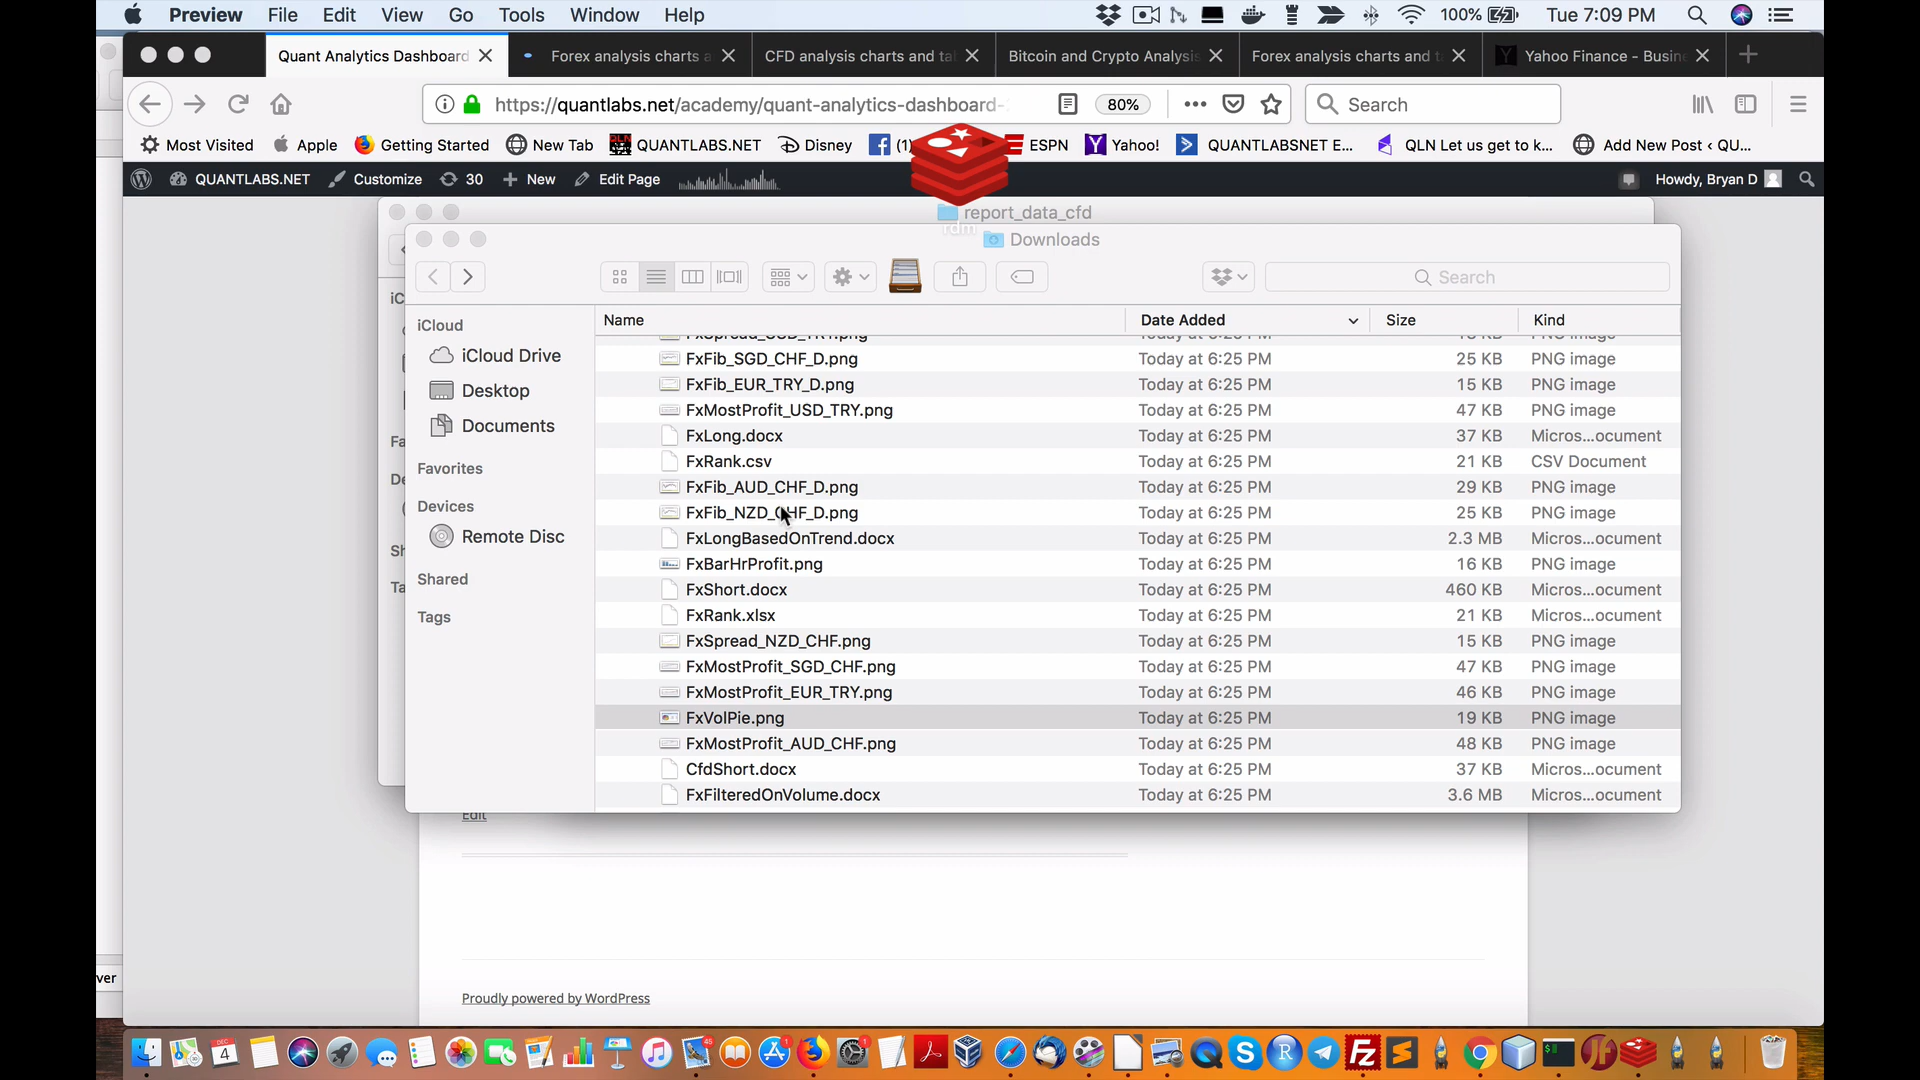 Preview File Edit View Go Tools Window Help 100% Tue 7:09 PM
Quant Analytics Dashboard Forex analysis charts a CFD analysis charts and ta Bitcoin and Crypto Analysis Forex analysis charts and t Yahoo Finance - Busine
https://quantlabs.net/academy/quant-analytics-dashboard- 80% Search
Most Visited Apple Getting Started New Tab QUANTLABS.NET Disney (1) ESPN Yahoo! QUANTLABSNET E... QLN Let us get to k... Add New Post ‹ QU...
QUANTLABS.NET Customize 30 New Edit Page Howdy, Bryan D
report_data_cfd
rdm
Downloads
Search
Name Date Added Size Kind
iCloud
iCloud Drive
Desktop
Documents
Favorites
Devices
Remote Disc
Shared
Tags
FxSpread_USD_TRY.png
FxFib_SGD_CHF_D.png Today at 6:25 PM 25 KB PNG image
FxFib_EUR_TRY_D.png Today at 6:25 PM 15 KB PNG image
FxMostProfit_USD_TRY.png Today at 6:25 PM 47 KB PNG image
FxLong.docx Today at 6:25 PM 37 KB Micros...ocument
FxRank.csv Today at 6:25 PM 21 KB CSV Document
FxFib_AUD_CHF_D.png Today at 6:25 PM 29 KB PNG image
FxFib_NZD_CHF_D.png Today at 6:25 PM 25 KB PNG image
FxLongBasedOnTrend.docx Today at 6:25 PM 2.3 MB Micros...ocument
FxBarHrProfit.png Today at 6:25 PM 16 KB PNG image
FxShort.docx Today at 6:25 PM 460 KB Micros...ocument
FxRank.xlsx Today at 6:25 PM 21 KB Micros...ocument
FxSpread_NZD_CHF.png Today at 6:25 PM 15 KB PNG image
FxMostProfit_SGD_CHF.png Today at 6:25 PM 47 KB PNG image
FxMostProfit_EUR_TRY.png Today at 6:25 PM 46 KB PNG image
FxVolPie.png Today at 6:25 PM 19 KB PNG image
FxMostProfit_AUD_CHF.png Today at 6:25 PM 48 KB PNG image
CfdShort.docx Today at 6:25 PM 37 KB Micros...ocument
FxFilteredOnVolume.docx Today at 6:25 PM 3.6 MB Micros...ocument
Edit
ver
Proudly powered by WordPress